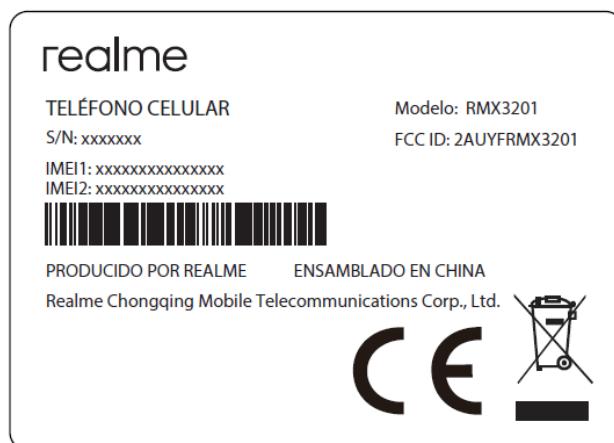 realme
TELÉFONO CELULAR
Modelo: RMX3201
S/N: xxxxxxx
FCC ID: 2AUYFRMX3201
IMEI1: xxxxxxxxxxxxxxx
IMEI2: xxxxxxxxxxxxxxx
PRODUCIDO POR REALME ENSAMBLADO EN CHINA
Realme Chongqing Mobile Telecommunications Corp., Ltd.
CE